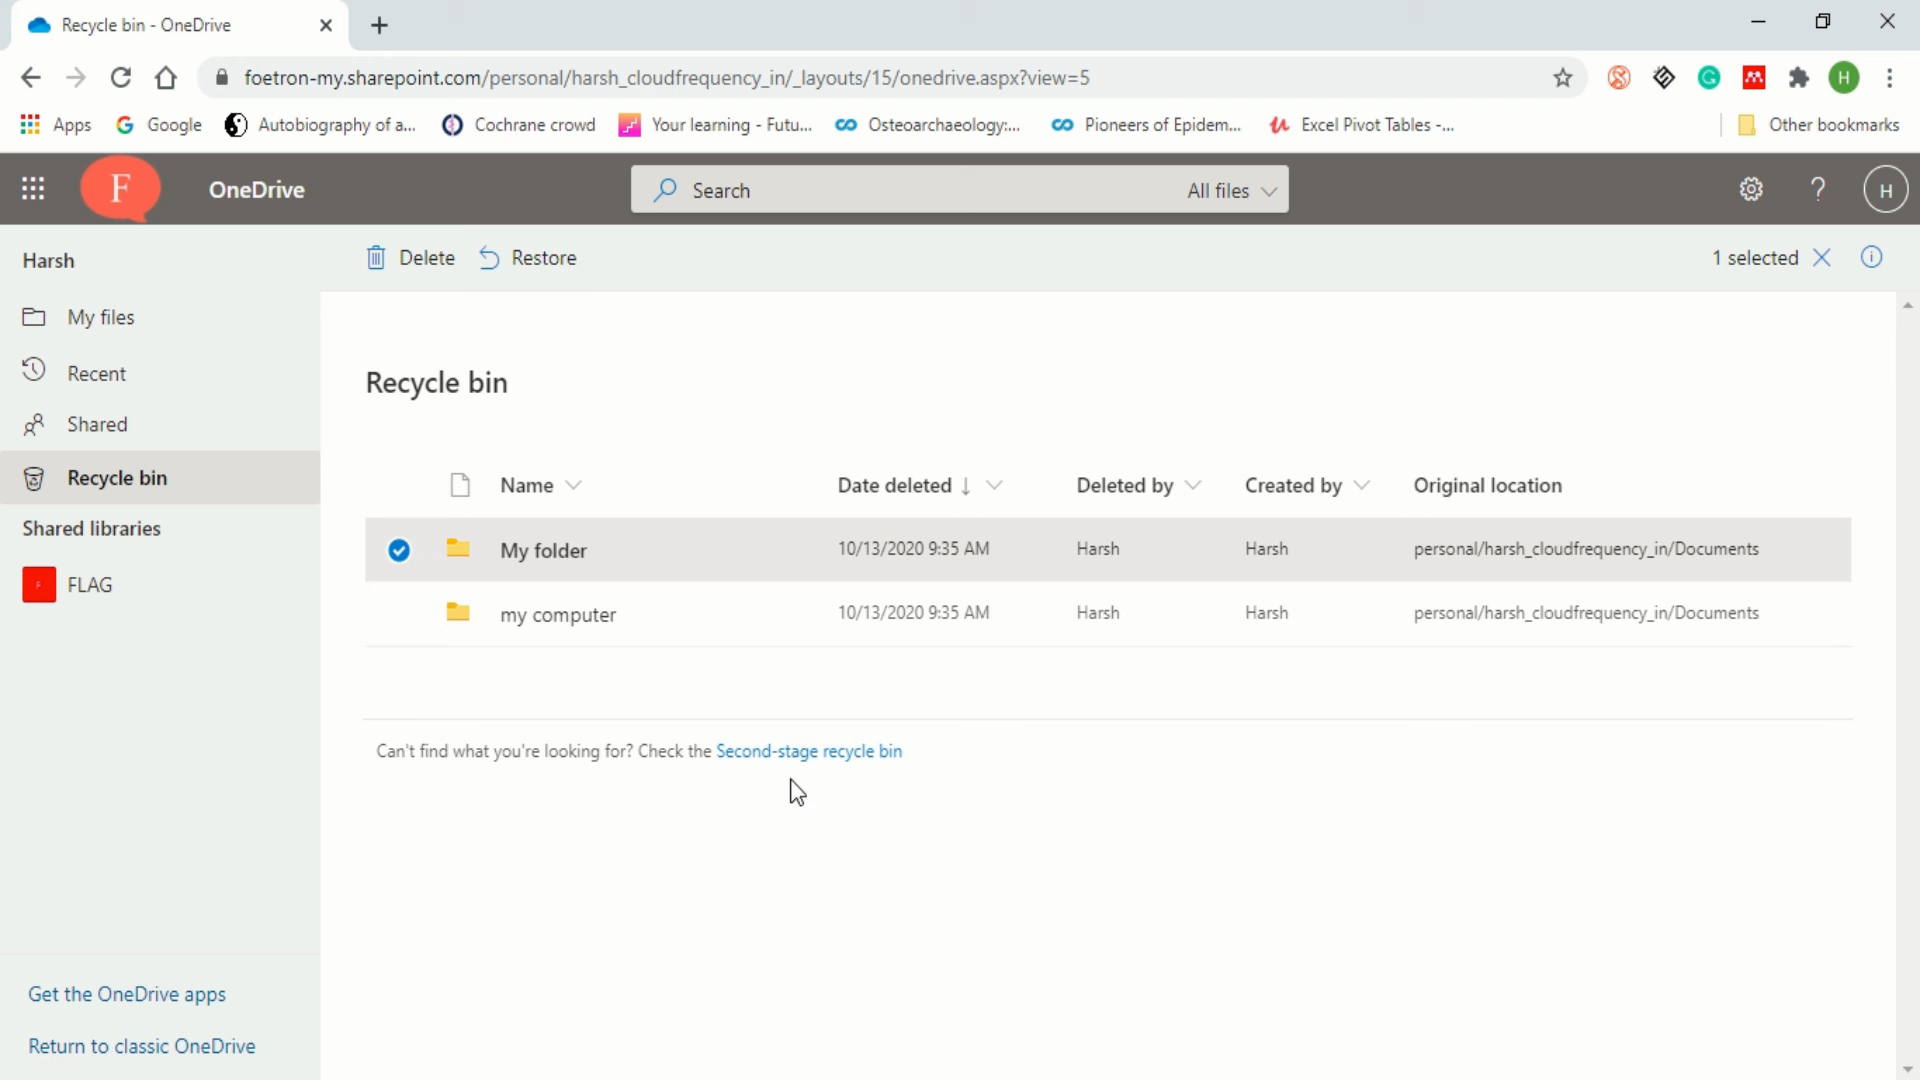 Recycle bin - OneDrive
foetron-my.sharepoint.com/personal/harsh_cloudfrequency_in/_layouts/15/onedrive.aspx?view=5
H
Apps Google Autobiography of a... Cochrane crowd Your learning - Futu... Osteoarchaeology:... Pioneers of Epidem... Excel Pivot Tables -... Other bookmarks
F OneDrive Search All files ? H
Harsh Delete Restore 1 selected
My files
Recent
Shared
Recycle bin
Shared libraries
F FLAG
Get the OneDrive apps
Return to classic OneDrive
Recycle bin
Name Date deleted ↓ Deleted by Created by Original location
My folder 10/13/2020 9:35 AM Harsh Harsh personal/harsh_cloudfrequency_in/Documents
my computer 10/13/2020 9:35 AM Harsh Harsh personal/harsh_cloudfrequency_in/Documents
Can't find what you're looking for? Check the Second-stage recycle bin